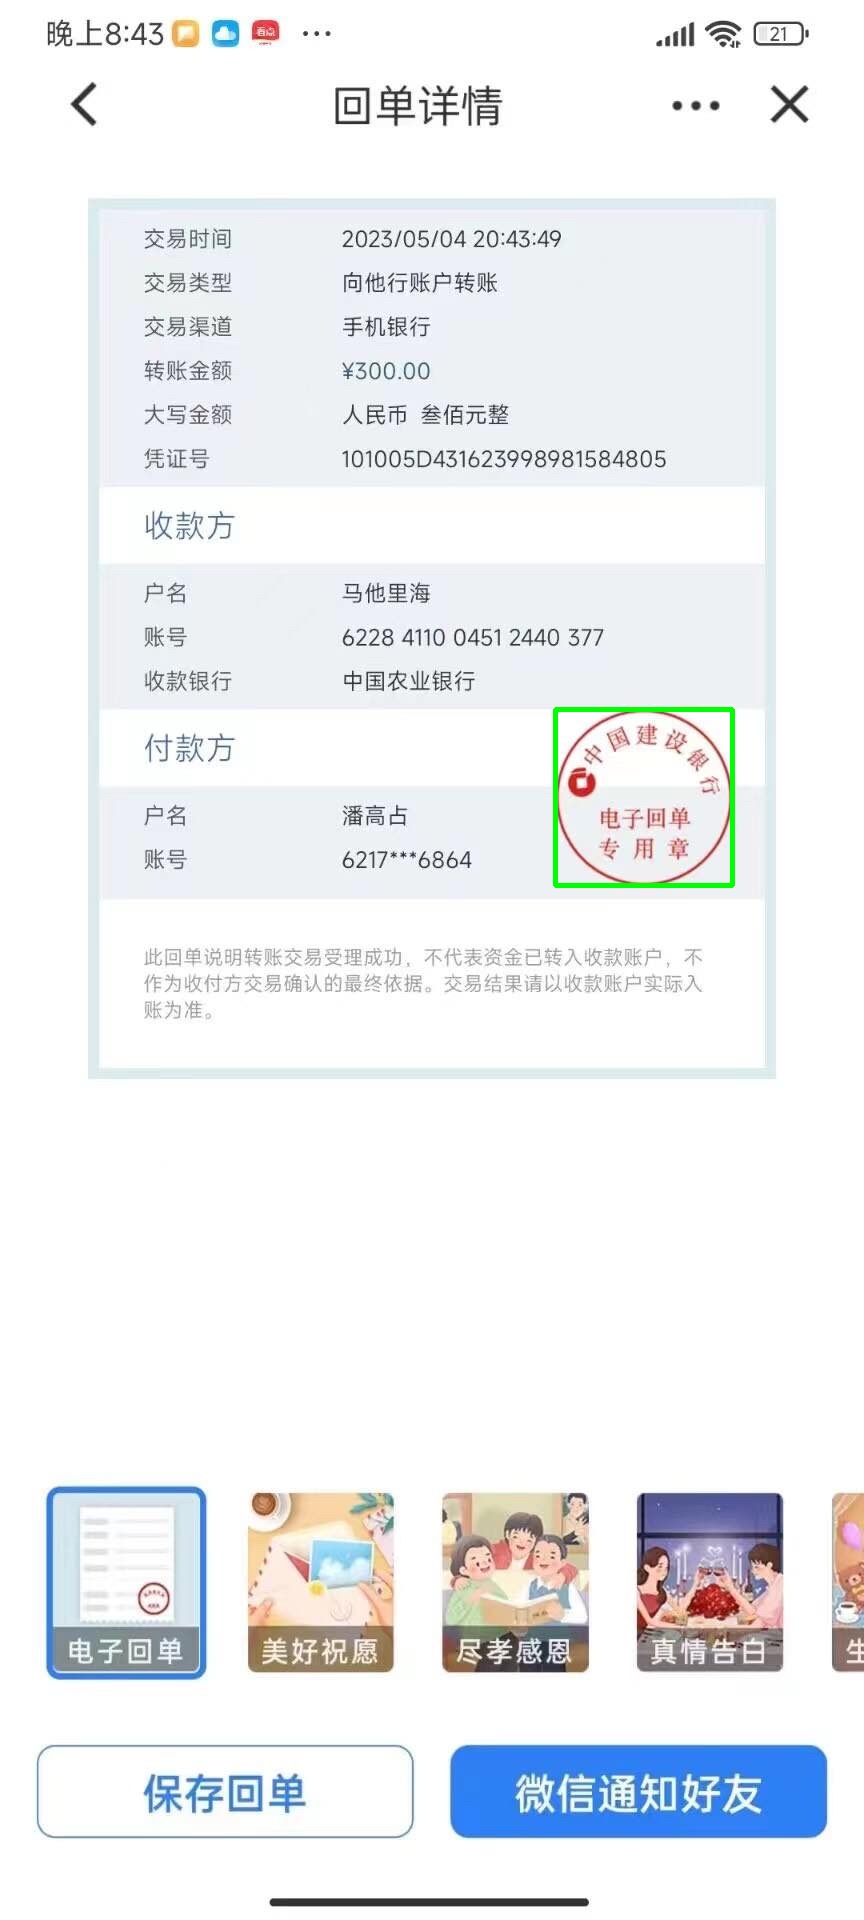 晚上8:43 看点 ··· 21
回单详情
交易时间 2023/05/04 20:43:49
交易类型 向他行账户转账
交易渠道 手机银行
转账金额 ¥300.00
大写金额 人民币 叁佰元整
凭证号 101005D431623998981584805
收款方
户名 马他里海
账号 6228 4110 0451 2440 377
收款银行 中国农业银行
付款方
中国建设银行
电子回单
专用章
户名 潘高占
账号 6217***6864
此回单说明转账交易受理成功，不代表资金已转入收款账户，不
作为收付方交易确认的最终依据。交易结果请以收款账户实际入
账为准。
电子回单 美好祝愿 尽孝感恩 真情告白
保存回单 微信通知好友